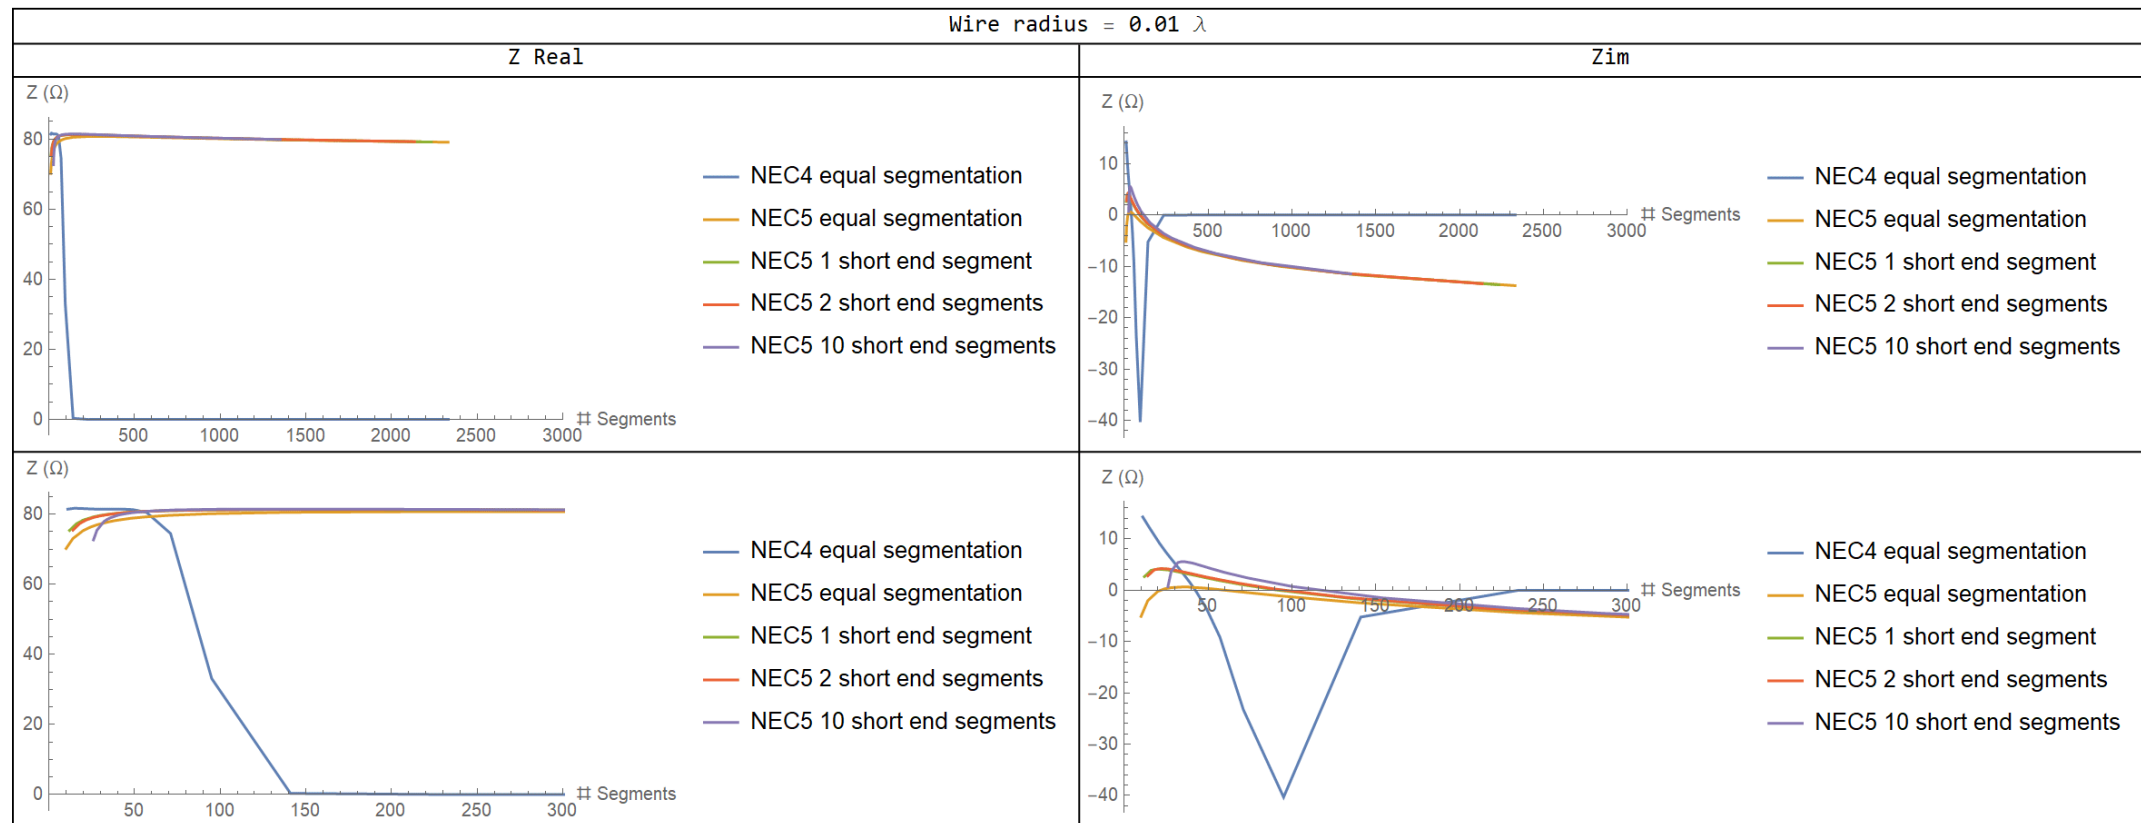 Wire radius = 0.01 λ
Z Real
Zim
Z (Ω)
80
60
40
20
0
500
1000
1500
2000
2500
3000
# Segments
NEC4 equal segmentation
NEC5 equal segmentation
NEC5 1 short end segment
NEC5 2 short end segments
NEC5 10 short end segments
Z (Ω)
10
0
-10
-20
-30
-40
500
1000
1500
2000
2500
3000
# Segments
NEC4 equal segmentation
NEC5 equal segmentation
NEC5 1 short end segment
NEC5 2 short end segments
NEC5 10 short end segments
Z (Ω)
80
60
40
20
0
50
100
150
200
250
300
# Segments
NEC4 equal segmentation
NEC5 equal segmentation
NEC5 1 short end segment
NEC5 2 short end segments
NEC5 10 short end segments
Z (Ω)
10
0
-10
-20
-30
-40
50
100
150
200
250
300
# Segments
NEC4 equal segmentation
NEC5 equal segmentation
NEC5 1 short end segment
NEC5 2 short end segments
NEC5 10 short end segments